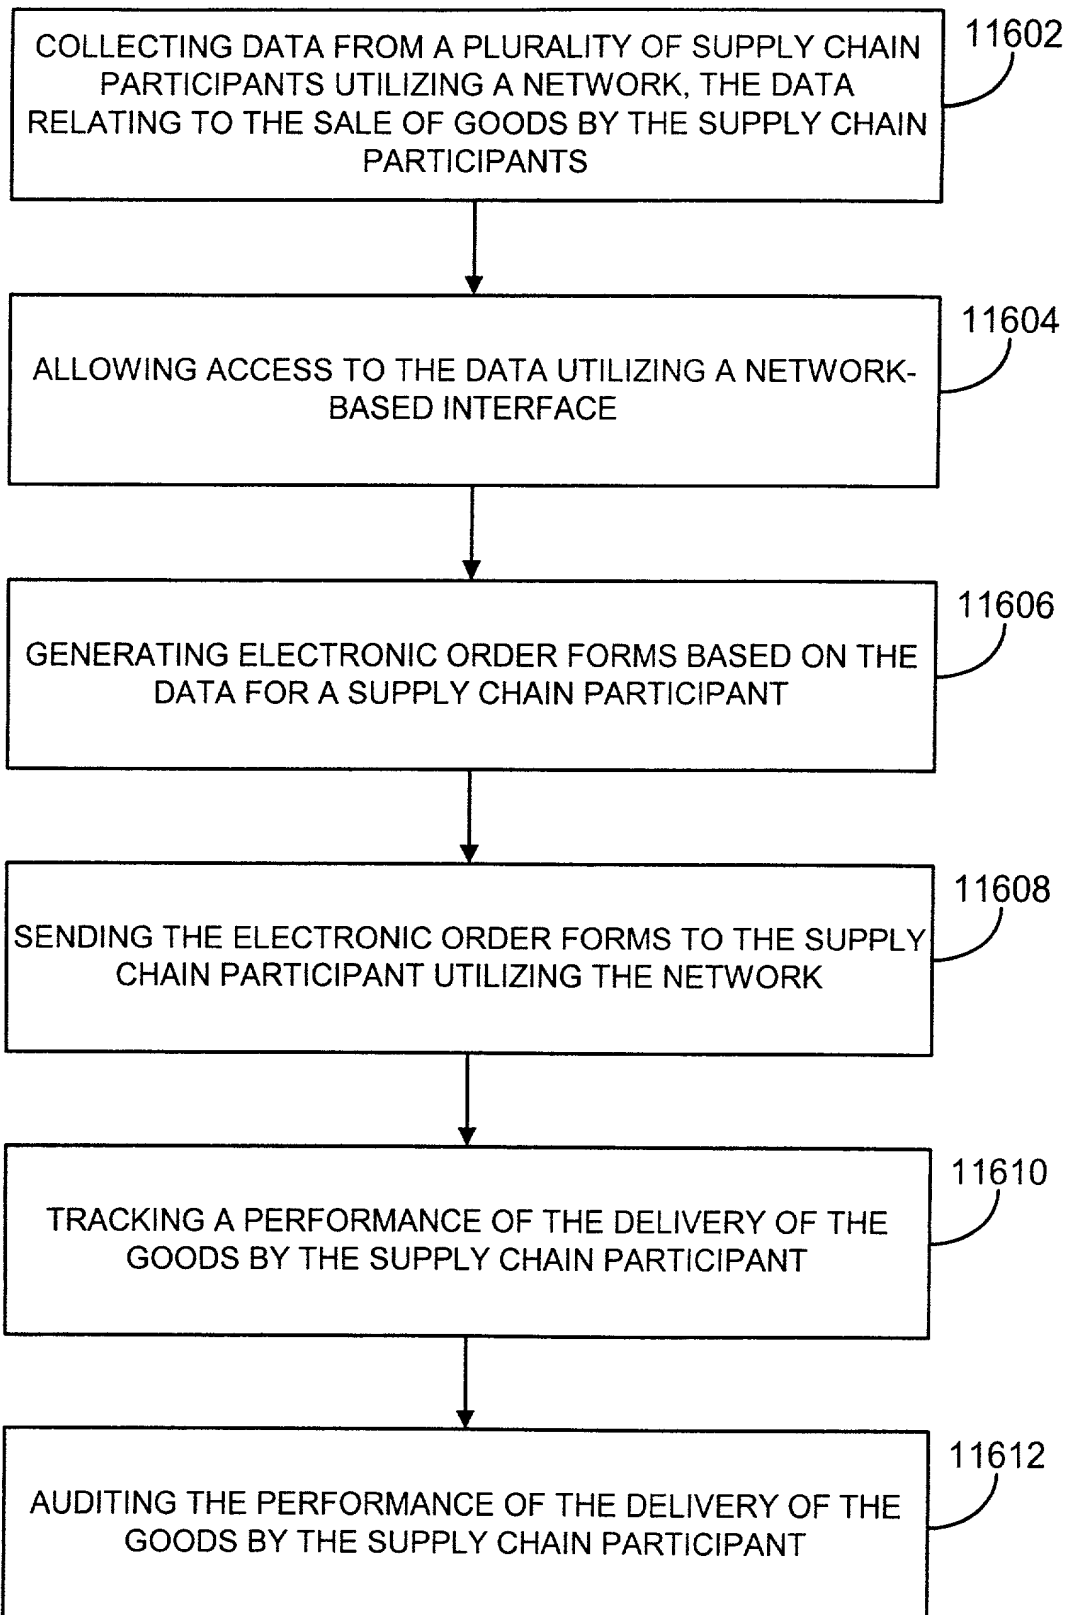 COLLECTING DATA FROM A PLURALITY OF SUPPLY CHAIN
PARTICIPANTS UTILIZING A NETWORK, THE DATA
RELATING TO THE SALE OF GOODS BY THE SUPPLY CHAIN
PARTICIPANTS
11602
ALLOWING ACCESS TO THE DATA UTILIZING A NETWORK-
BASED INTERFACE
11604
GENERATING ELECTRONIC ORDER FORMS BASED ON THE
DATA FOR A SUPPLY CHAIN PARTICIPANT
11606
SENDING THE ELECTRONIC ORDER FORMS TO THE SUPPLY
CHAIN PARTICIPANT UTILIZING THE NETWORK
11608
TRACKING A PERFORMANCE OF THE DELIVERY OF THE
GOODS BY THE SUPPLY CHAIN PARTICIPANT
11610
AUDITING THE PERFORMANCE OF THE DELIVERY OF THE
GOODS BY THE SUPPLY CHAIN PARTICIPANT
11612